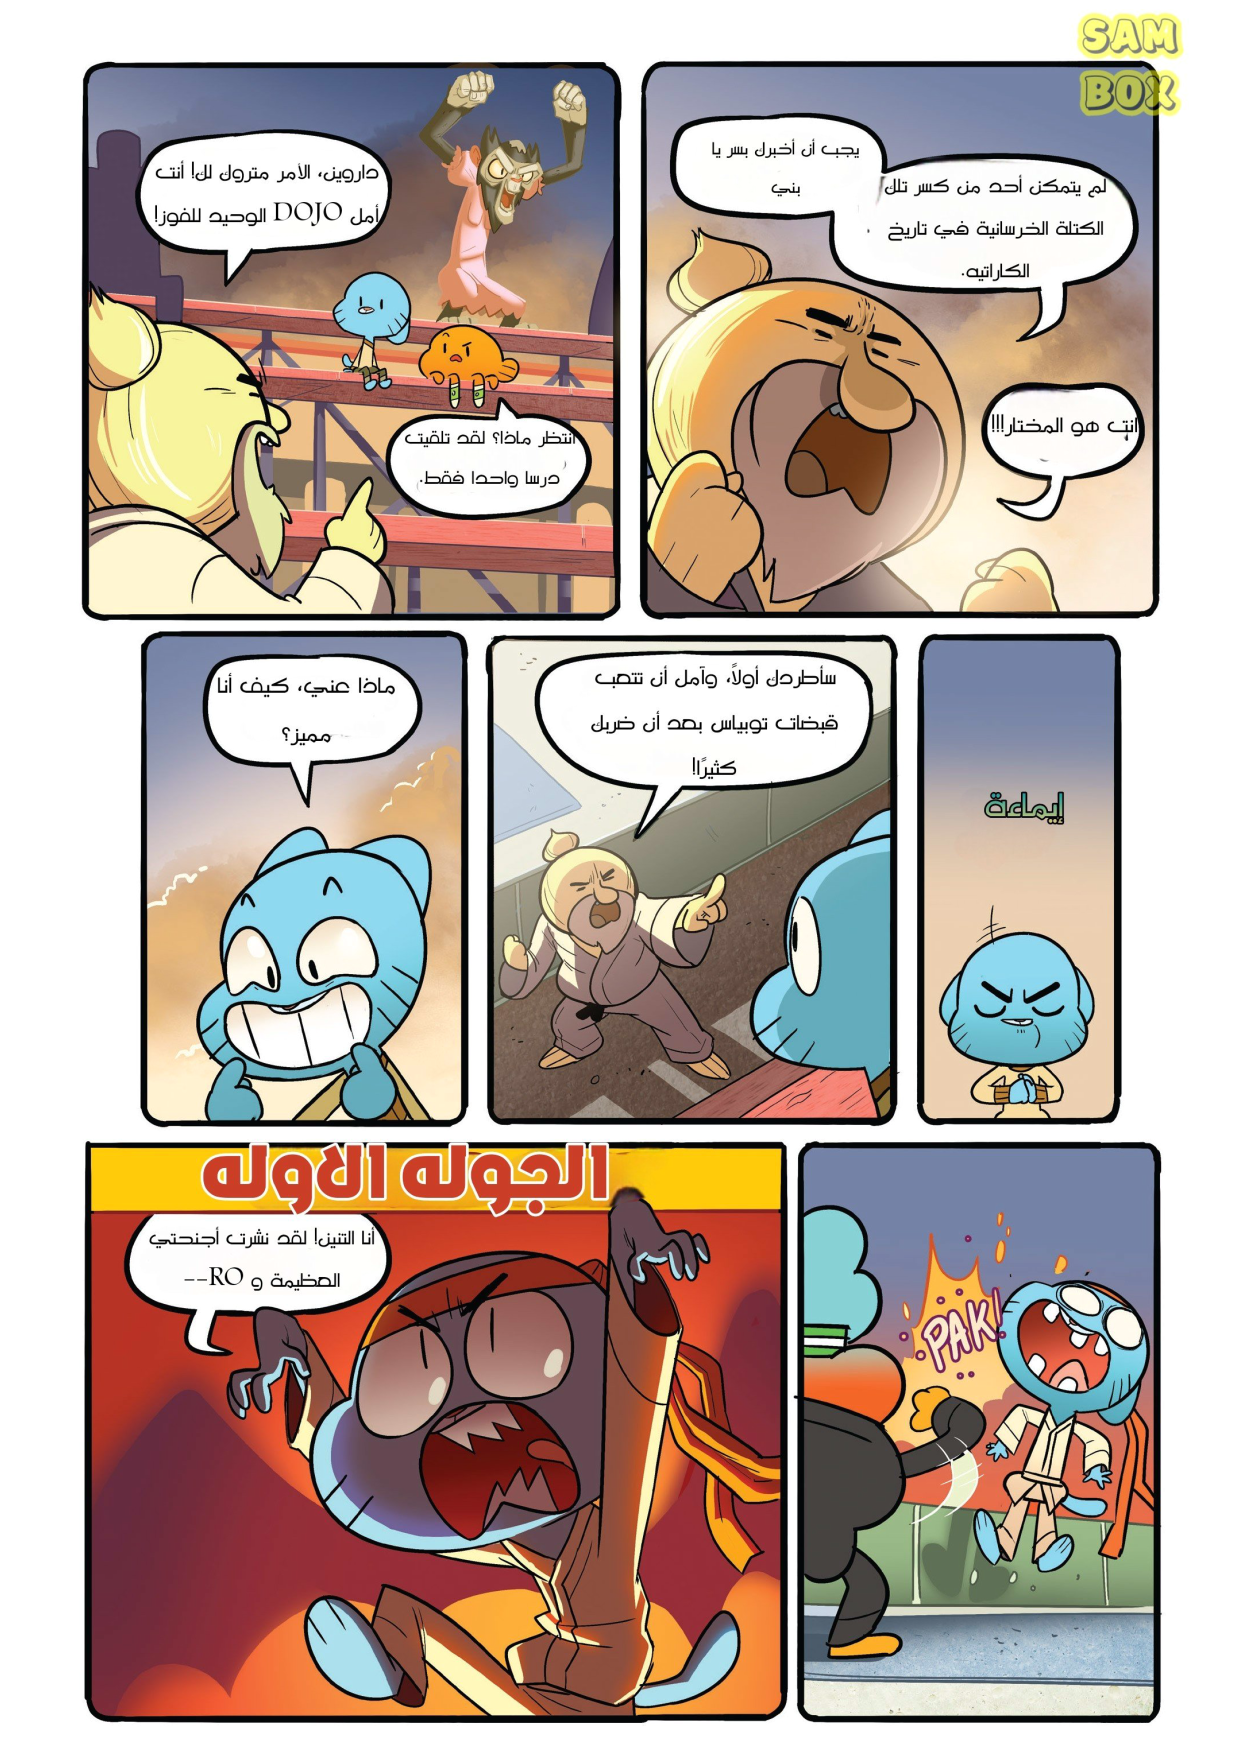 SAM
BOX
داروين، الأمر متروك لك! أنت
أمل DOJO الوحيد للفوز!
انتظر ماذا؟ لقد تلقيت
درسا واحدا فقط.
يجب أن أخبرك بسر يا
بني
لم يتمكن أحد من كسر تلك
الكتلة الخرسانية في تاريخ
الكاراتيه.
انت هو المختار!!!
ماذا عني، كيف أنا
مميز؟
سأطردك أولاً، وآمل أن تتعب
قبضات توبياس بعد أن ضربك
كثيرًا!
إيماءة
الجوله الاوله
أنا التنين! لقد نشرت أجنحتي
العظيمة و RO--
PAK!